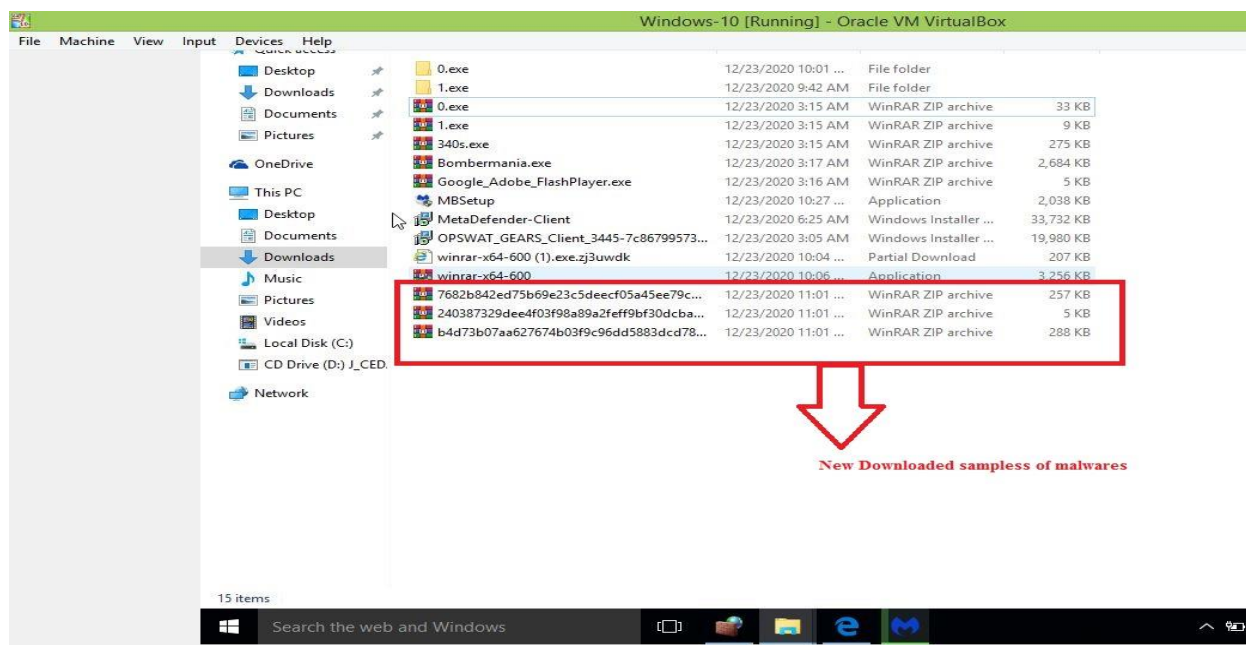 Windows-10 [Running] - Oracle VM VirtualBox
File Machine View Input Devices Help
Quick access
Desktop
Downloads
Documents
Pictures
OneDrive
This PC
Desktop
Documents
Downloads
Music
Pictures
Videos
Local Disk (C:)
CD Drive (D:) J_CED.
Network
0.exe 12/23/2020 10:01 ... File folder
1.exe 12/23/2020 9:42 AM File folder
0.exe 12/23/2020 3:15 AM WinRAR ZIP archive 33 KB
1.exe 12/23/2020 3:15 AM WinRAR ZIP archive 9 KB
340s.exe 12/23/2020 3:15 AM WinRAR ZIP archive 275 KB
Bombermania.exe 12/23/2020 3:17 AM WinRAR ZIP archive 2,684 KB
Google_Adobe_FlashPlayer.exe 12/23/2020 3:16 AM WinRAR ZIP archive 5 KB
MBSetup 12/23/2020 10:27 ... Application 2,038 KB
MetaDefender-Client 12/23/2020 6:25 AM Windows Installer ... 33,732 KB
OPSWAT_GEARS_Client_3445-7c86799573... 12/23/2020 3:05 AM Windows Installer ... 19,980 KB
winrar-x64-600 (1).exe.zj3uwdk 12/23/2020 10:04 ... Partial Download 207 KB
winrar-x64-600 12/23/2020 10:06 ... Application 3,256 KB
7682b842ed75b69e23c5deecf05a45ee79c... 12/23/2020 11:01 ... WinRAR ZIP archive 257 KB
240387329dee4f03f98a89a2feff9bf30dcba... 12/23/2020 11:01 ... WinRAR ZIP archive 5 KB
b4d73b07aa627674b03f9c96dd5883dcd78... 12/23/2020 11:01 ... WinRAR ZIP archive 288 KB
New Downloaded sampless of malwares
15 items
Search the web and Windows